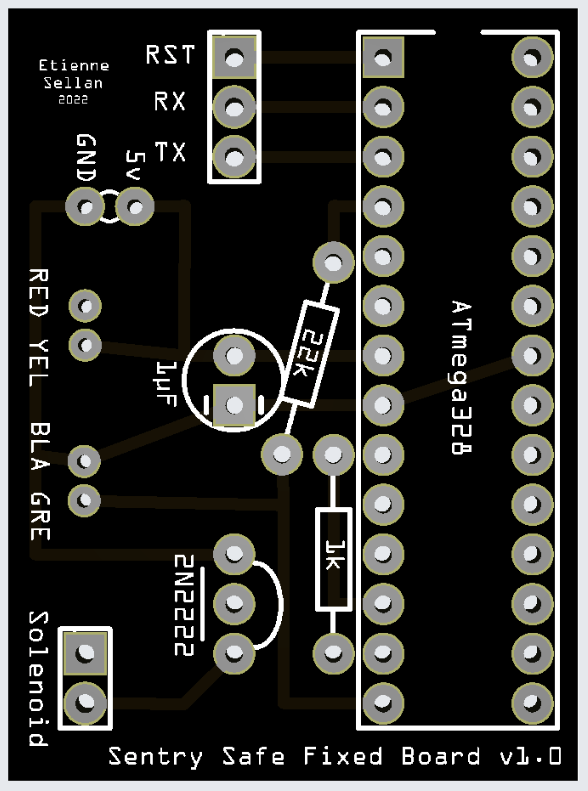 Etienne
Sellan
2022
RST
RX
TX
GND
5v
RED
YEL
BLA
GRE
1µF
22k
ATmega328
1k
2N2222
Solenoid
Sentry Safe Fixed Board v1.0